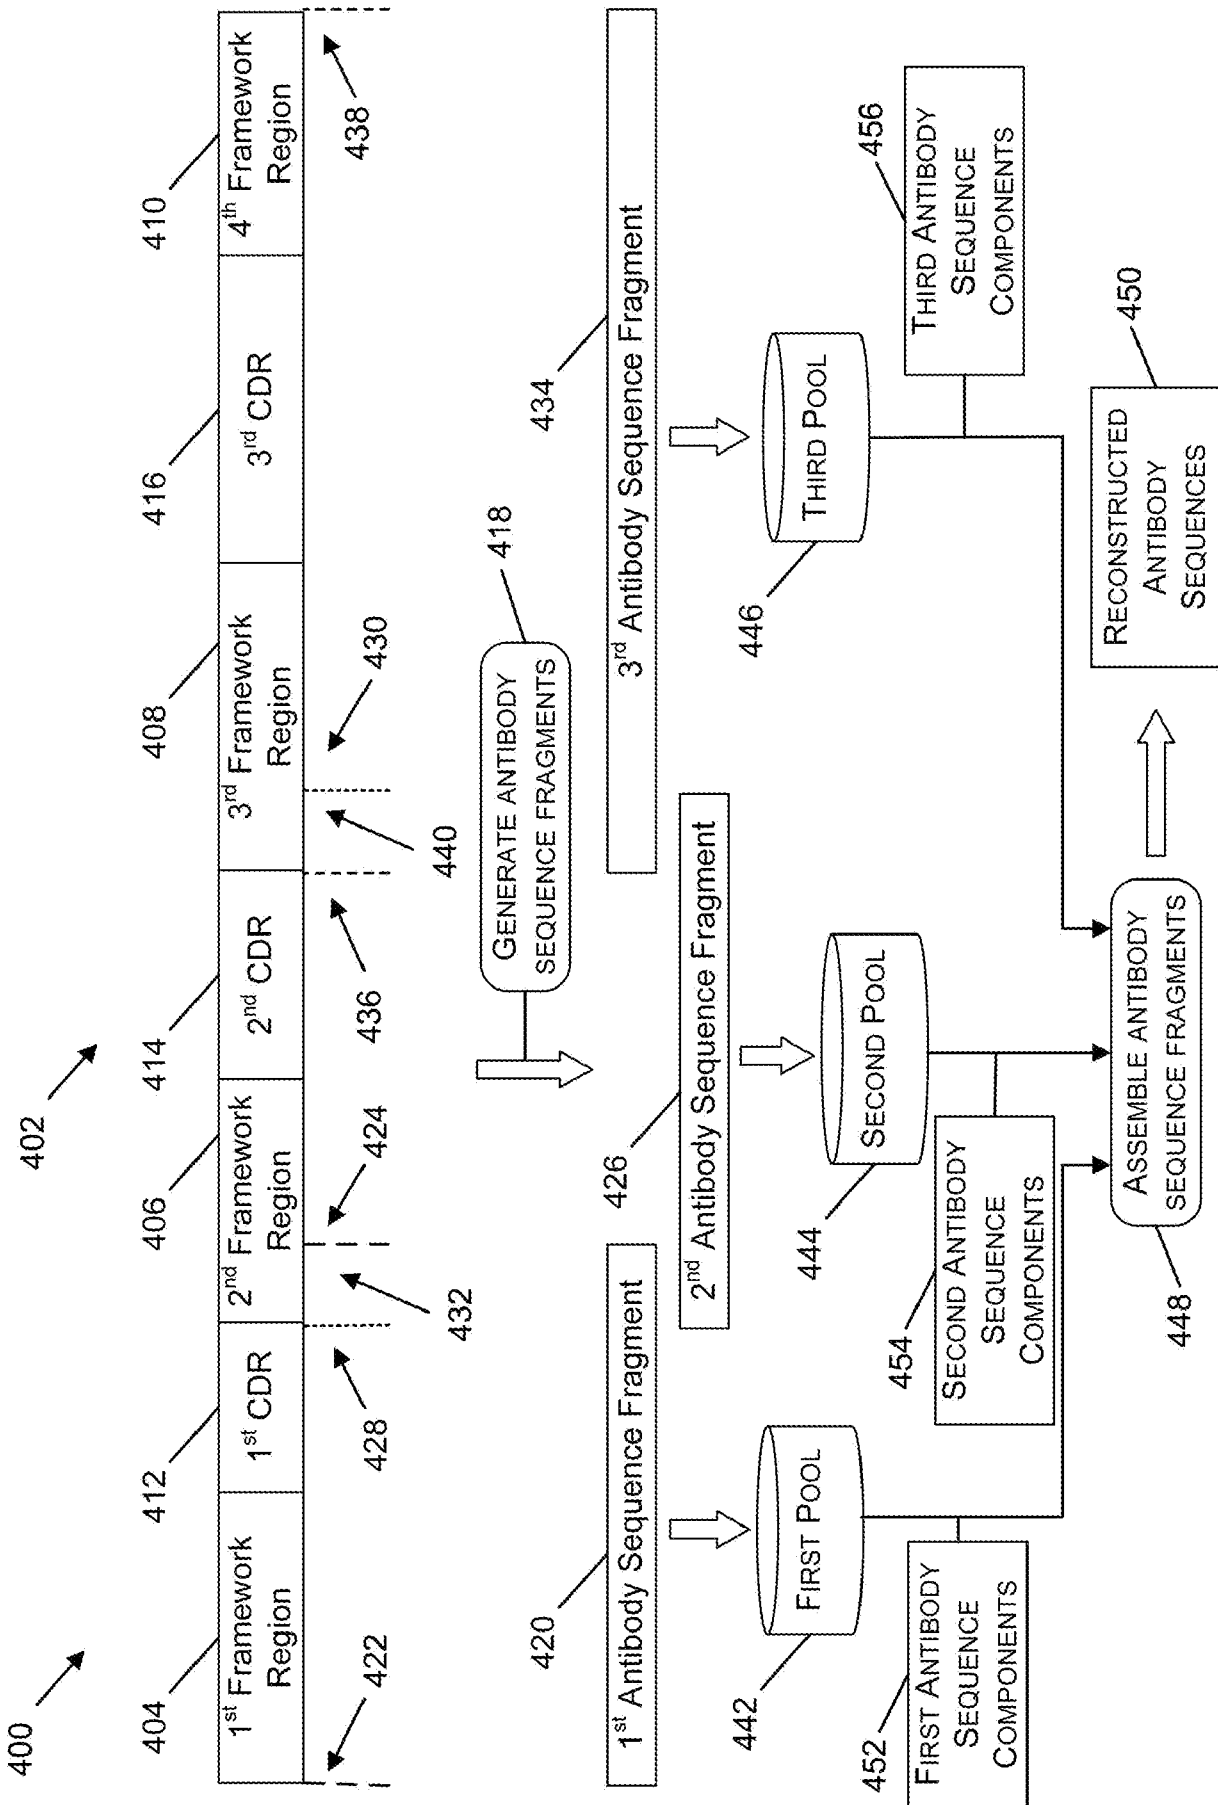 400
402
404
412
406
414
408
416
410
1st Framework
Region
1st CDR
2nd Framework
Region
2nd CDR
3rd Framework
Region
3rd CDR
4th Framework
Region
422
428
432
424
436
440
430
438
GENERATE ANTIBODY
SEQUENCE FRAGMENTS
418
420
426
434
1st Antibody Sequence Fragment
2nd Antibody Sequence Fragment
3rd Antibody Sequence Fragment
442
FIRST POOL
444
SECOND POOL
446
THIRD POOL
452
FIRST ANTIBODY
SEQUENCE
COMPONENTS
454
SECOND ANTIBODY
SEQUENCE
COMPONENTS
456
THIRD ANTIBODY
SEQUENCE
COMPONENTS
448
ASSEMBLE ANTIBODY
SEQUENCE FRAGMENTS
RECONSTRUCTED
ANTIBODY
SEQUENCES
450